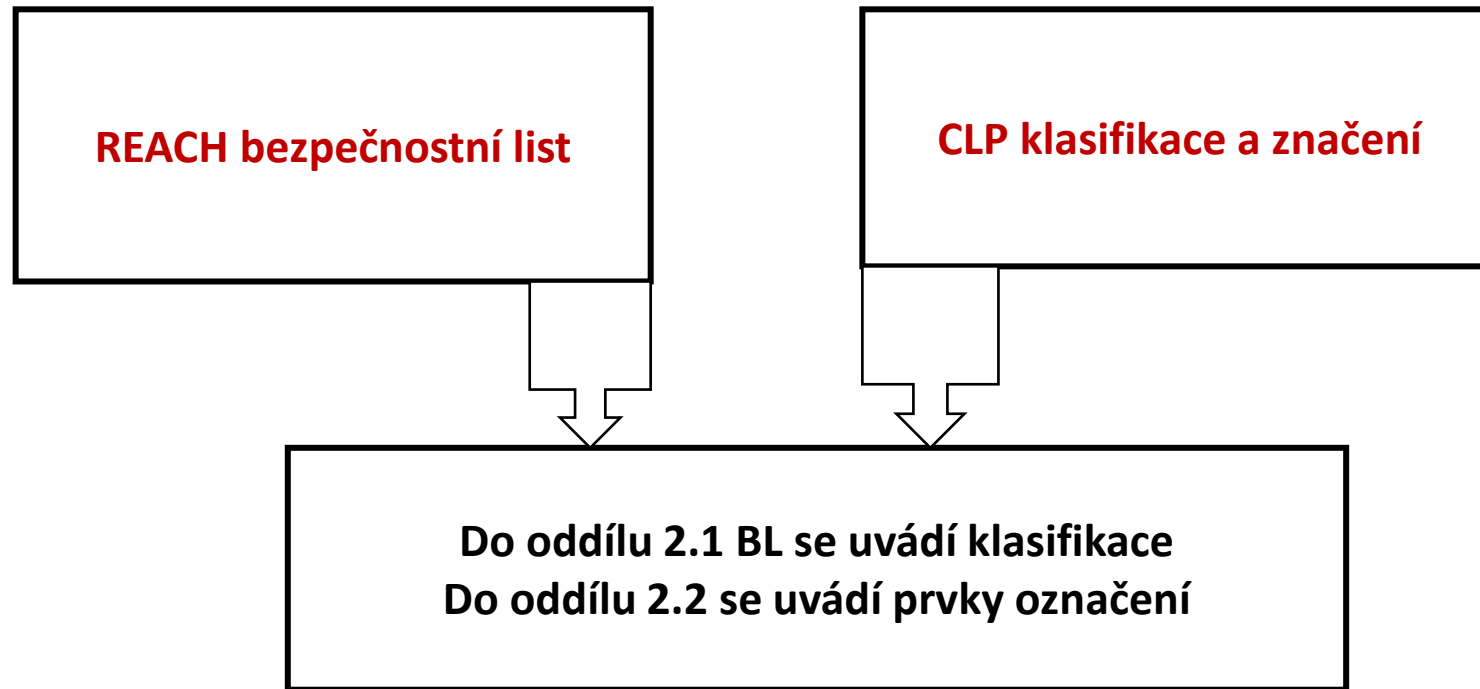 REACH bezpečnostní list
CLP klasifikace a značení
Do oddílu 2.1 BL se uvádí klasifikace
Do oddílu 2.2 se uvádí prvky označení